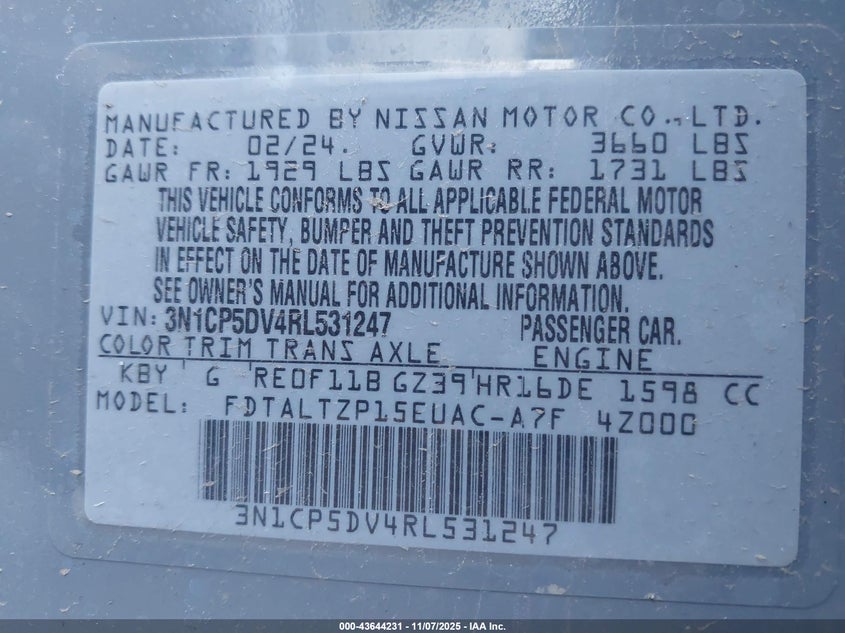 MANUFACTURED BY NISSAN MOTOR CO., LTD.
DATE: 02/24. GVWR: 3660 LBS
GAWR FR: 1929 LBS GAWR RR: 1731 LBS
THIS VEHICLE CONFORMS TO ALL APPLICABLE FEDERAL MOTOR
VEHICLE SAFETY, BUMPER AND THEFT PREVENTION STANDARDS
IN EFFECT ON THE DATE OF MANUFACTURE SHOWN ABOVE.
SEE OWNER'S MANUAL FOR ADDITIONAL INFORMATION.
VIN: 3N1CP5DV4RL531247 PASSENGER CAR.
COLOR TRIM TRANS AXLE ENGINE
KBY G RE0F11B GZ39 HR16DE 1598 CC
MODEL: FDTALTZP15EUAC-A7F 4Z000
3N1CP5DV4RL531247
000-43644231 - 11/07/2025 - IAA Inc.